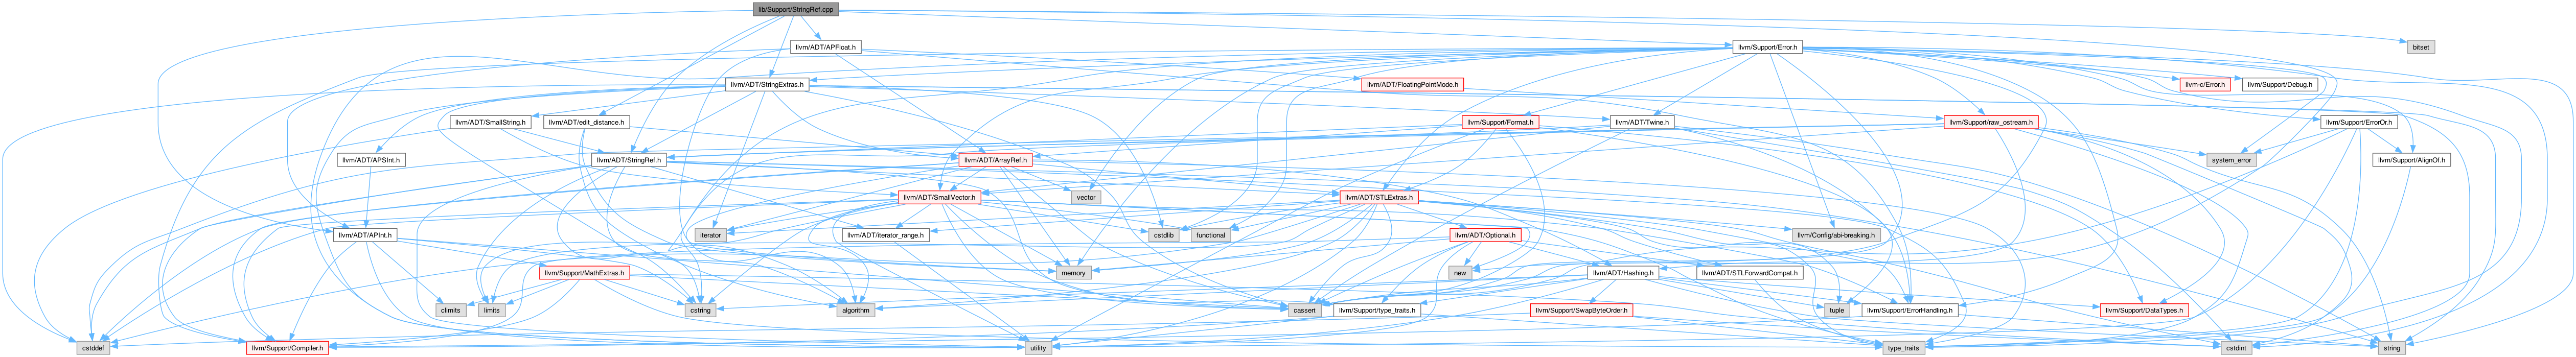 lib/Support/StringRef.cpp
llvm/ADT/APFloat.h
llvm/Support/Error.h
bitset
llvm/ADT/StringExtras.h
llvm/ADT/FloatingPointMode.h
llvm-c/Error.h
llvm/Support/Debug.h
llvm/ADT/SmallString.h
llvm/ADT/edit_distance.h
llvm/Support/Format.h
llvm/ADT/Twine.h
llvm/Support/raw_ostream.h
llvm/Support/ErrorOr.h
llvm/ADT/APSInt.h
llvm/ADT/StringRef.h
llvm/ADT/ArrayRef.h
system_error
llvm/Support/AlignOf.h
llvm/ADT/SmallVector.h
vector
llvm/ADT/STLExtras.h
llvm/ADT/APInt.h
iterator
llvm/ADT/iterator_range.h
cstdlib
functional
llvm/ADT/Optional.h
llvm/Config/abi-breaking.h
llvm/Support/MathExtras.h
memory
new
llvm/ADT/Hashing.h
llvm/ADT/STLForwardCompat.h
climits
limits
cstring
algorithm
cassert
llvm/Support/type_traits.h
llvm/Support/SwapByteOrder.h
tuple
llvm/Support/ErrorHandling.h
llvm/Support/DataTypes.h
cstddef
llvm/Support/Compiler.h
utility
type_traits
cstdint
string